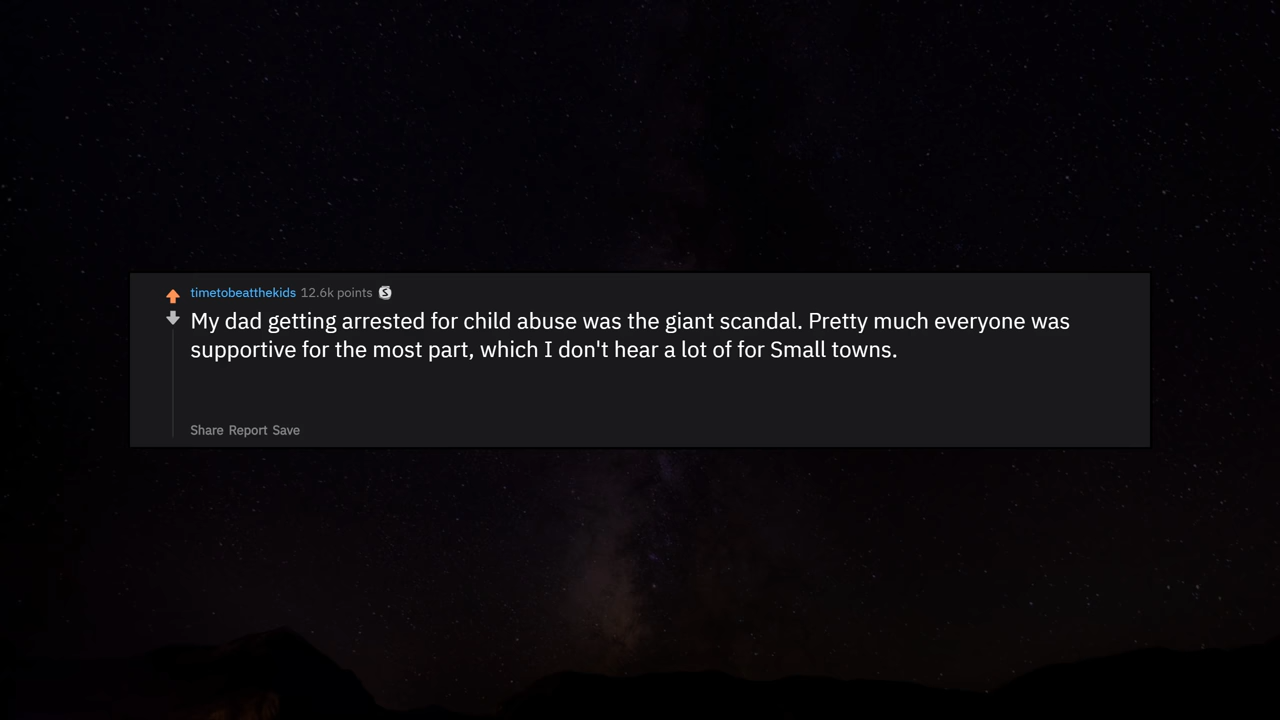 timetobeatthekids 12.6k points S
My dad getting arrested for child abuse was the giant scandal. Pretty much everyone was
supportive for the most part, which I don't hear a lot of for Small towns.
Share Report Save